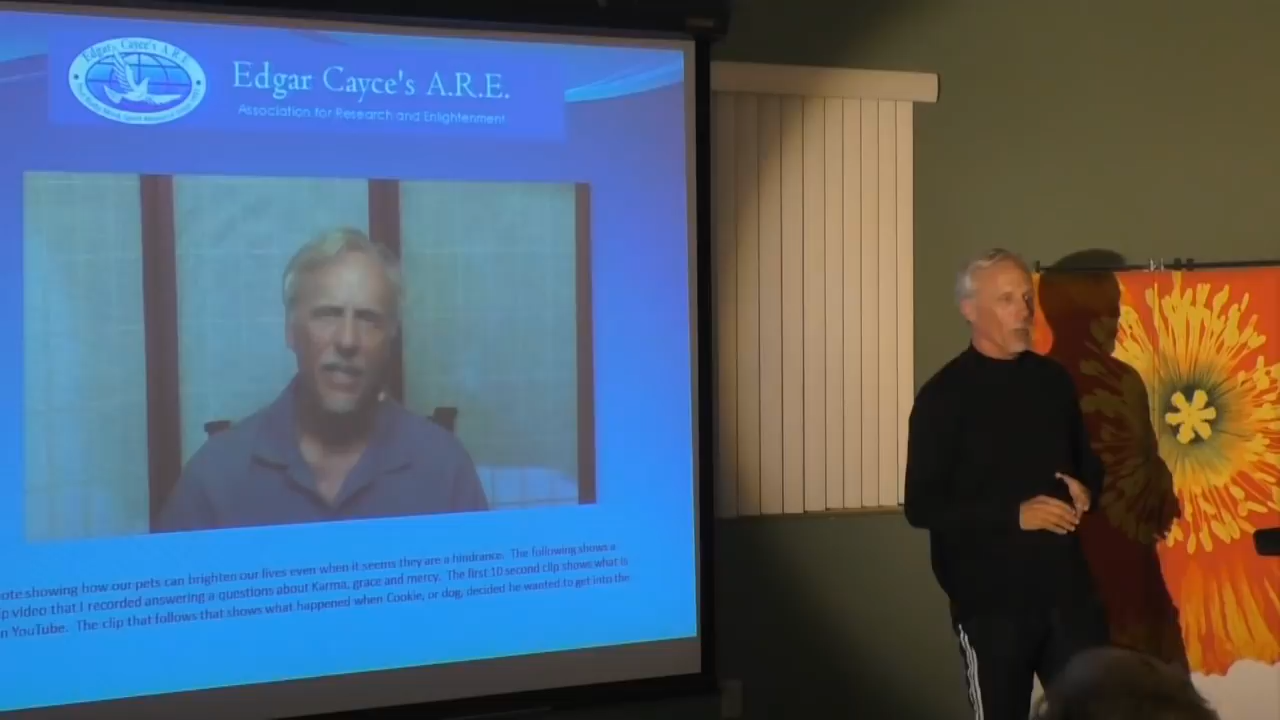 Edgar Cayce's A.R.E.
Edgar Cayce's A.R.E.
Association for Research and Enlightenment
ote showing how our pets can brighten our lives even when it seems they are a hindrance. The following shows a
p video that I recorded answering a questions about Karma, grace and mercy. The first 10 second clip shows what is
n YouTube. The clip that follows that shows what happened when Cookie, or dog, decided he wanted to get into the